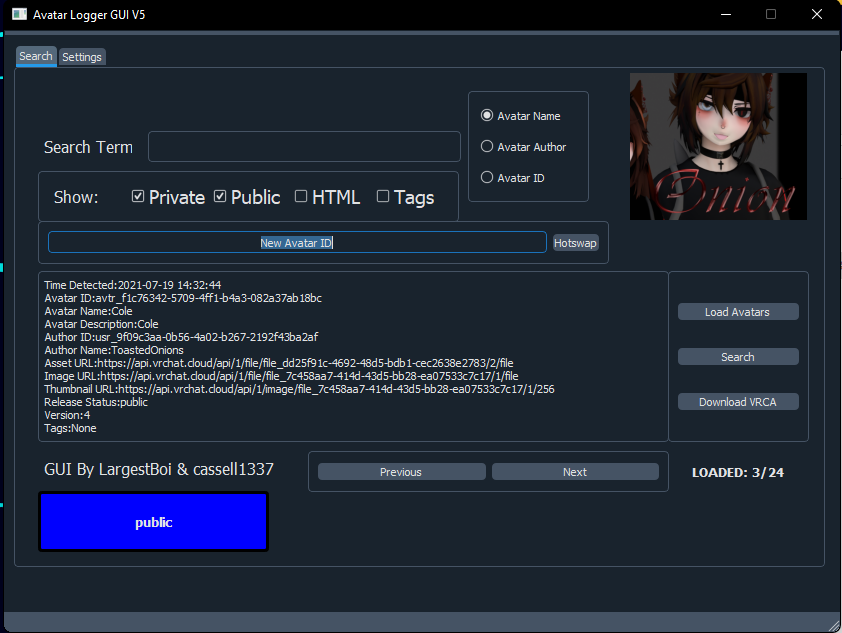 Avatar Logger GUI V5
Search Settings
Avatar Name
Search Term
Avatar Author
Avatar ID
Onion
Show: Private Public HTML Tags
New Avatar ID Hotswap
Time Detected:2021-07-19 14:32:44
Avatar ID:avtr_f1c76342-5709-4ff1-b4a3-082a37ab18bc
Avatar Name:Cole
Avatar Description:Cole
Author ID:usr_9f09c3aa-0b56-4a02-b267-2192f43ba2af
Author Name:ToastedOnions
Asset URL:https://api.vrchat.cloud/api/1/file/file_dd25f91c-4692-48d5-bdb1-cec2638e2783/2/file
Image URL:https://api.vrchat.cloud/api/1/file/file_7c458aa7-414d-43d5-bb28-ea07533c7c17/1/file
Thumbnail URL:https://api.vrchat.cloud/api/1/image/file_7c458aa7-414d-43d5-bb28-ea07533c7c17/1/256
Release Status:public
Version:4
Tags:None
Load Avatars
Search
Download VRCA
GUI By LargestBoi & cassell1337
Previous Next
LOADED: 3/24
public